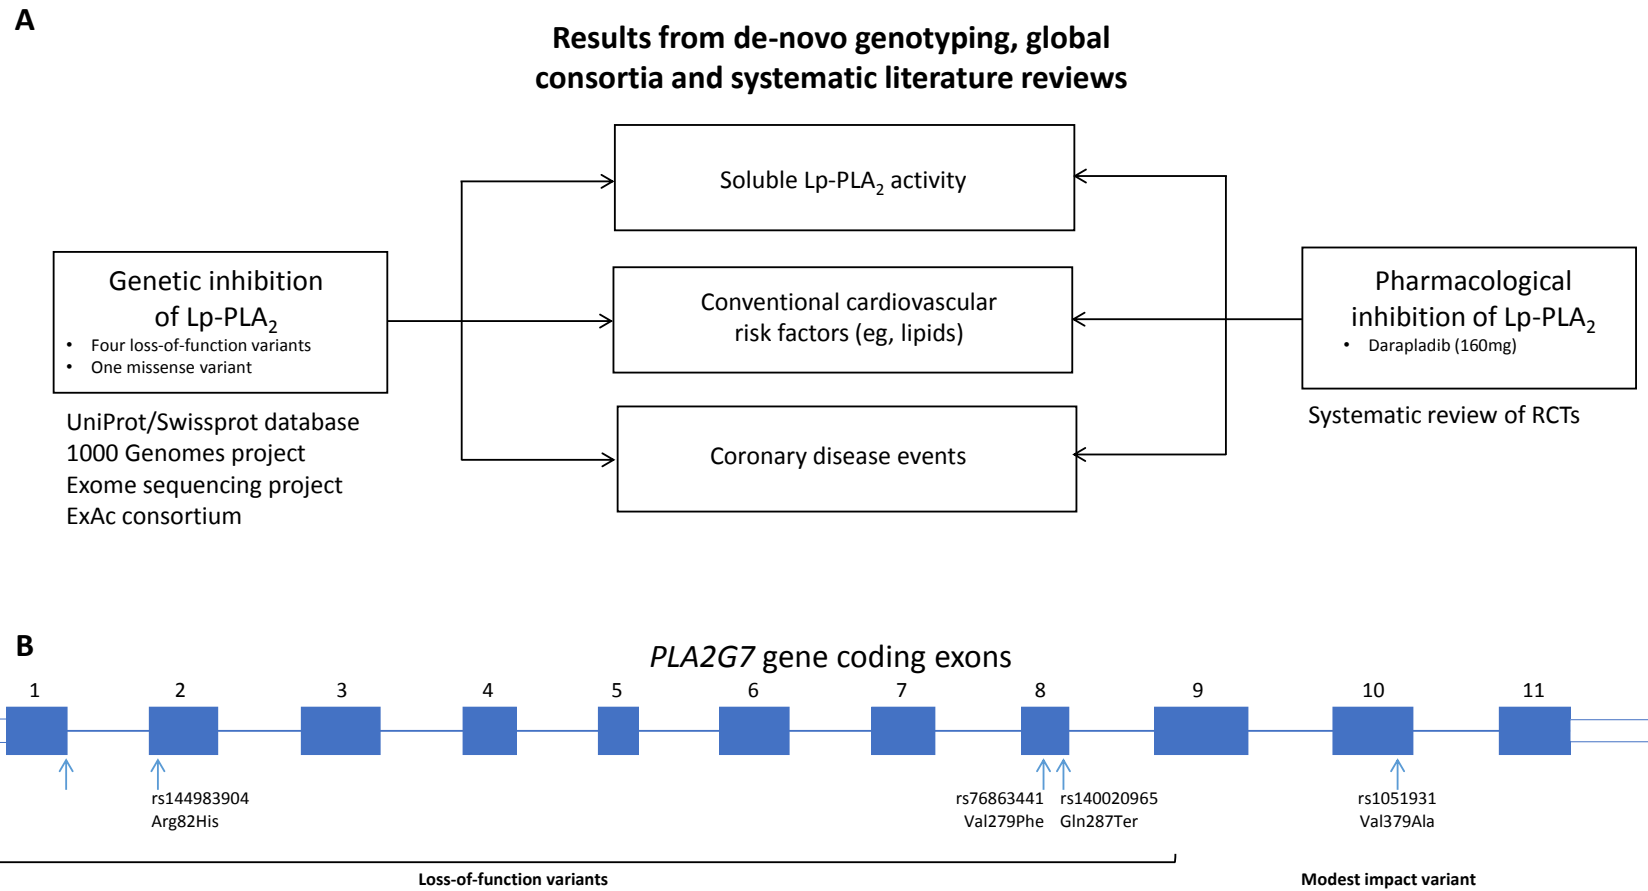 A
Results from de-novo genotyping, global
consortia and systematic literature reviews
Soluble Lp-PLA2 activity
Genetic inhibition
of Lp-PLA2
• Four loss-of-function variants
• One missense variant
Conventional cardiovascular
risk factors (eg, lipids)
Pharmacological
inhibition of Lp-PLA2
• Darapladib (160mg)
UniProt/Swissprot database
1000 Genomes project
Exome sequencing project
ExAc consortium
Coronary disease events
Systematic review of RCTs
B
PLA2G7 gene coding exons
1 2 3 4 5 6 7 8 9 10 11
rs144983904
Arg82His
rs76863441
Val279Phe
rs140020965
Gln287Ter
rs1051931
Val379Ala
Loss-of-function variants
Modest impact variant